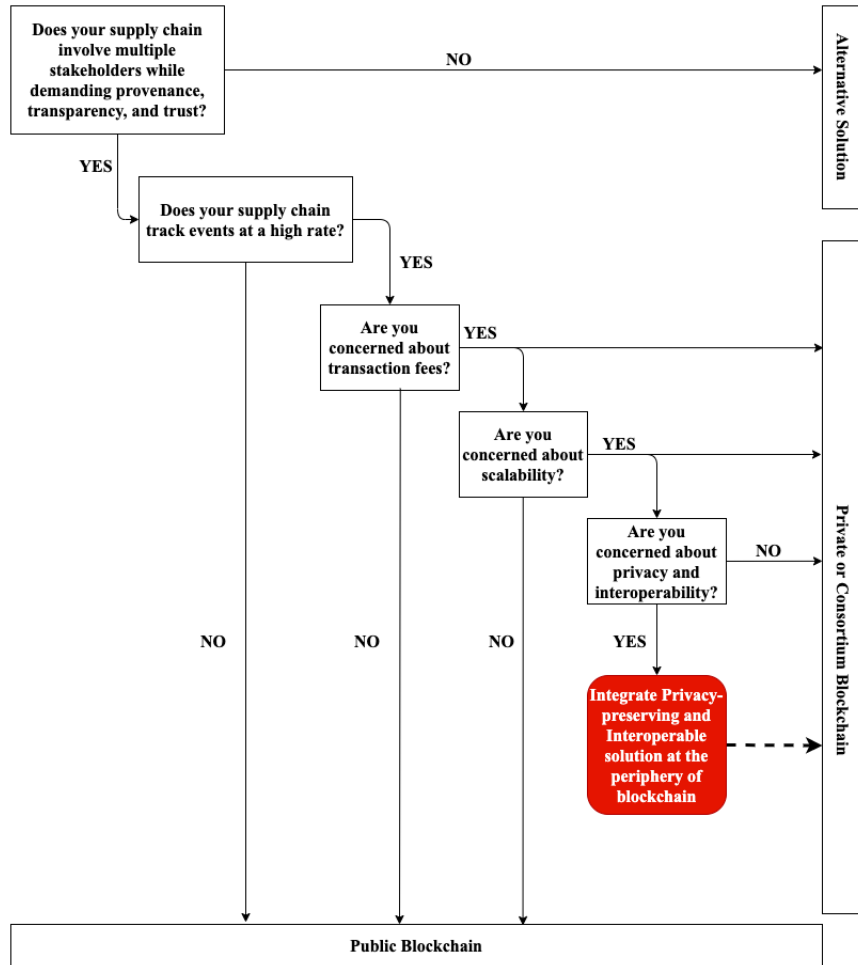 Does your supply chain
involve multiple
stakeholders while
demanding provenance,
transparency, and trust?
NO
Alternative Solution
YES
Does your supply chain
track events at a high rate?
YES
Are you
concerned about
transaction fees?
YES
Are you
concerned about
scalability?
YES
Are you
concerned about
privacy and
interoperability?
NO
Private or Consortium Blockchain
NO
NO
NO
YES
Integrate Privacy-
preserving and
Interoperable
solution at the
periphery of
blockchain
Public Blockchain